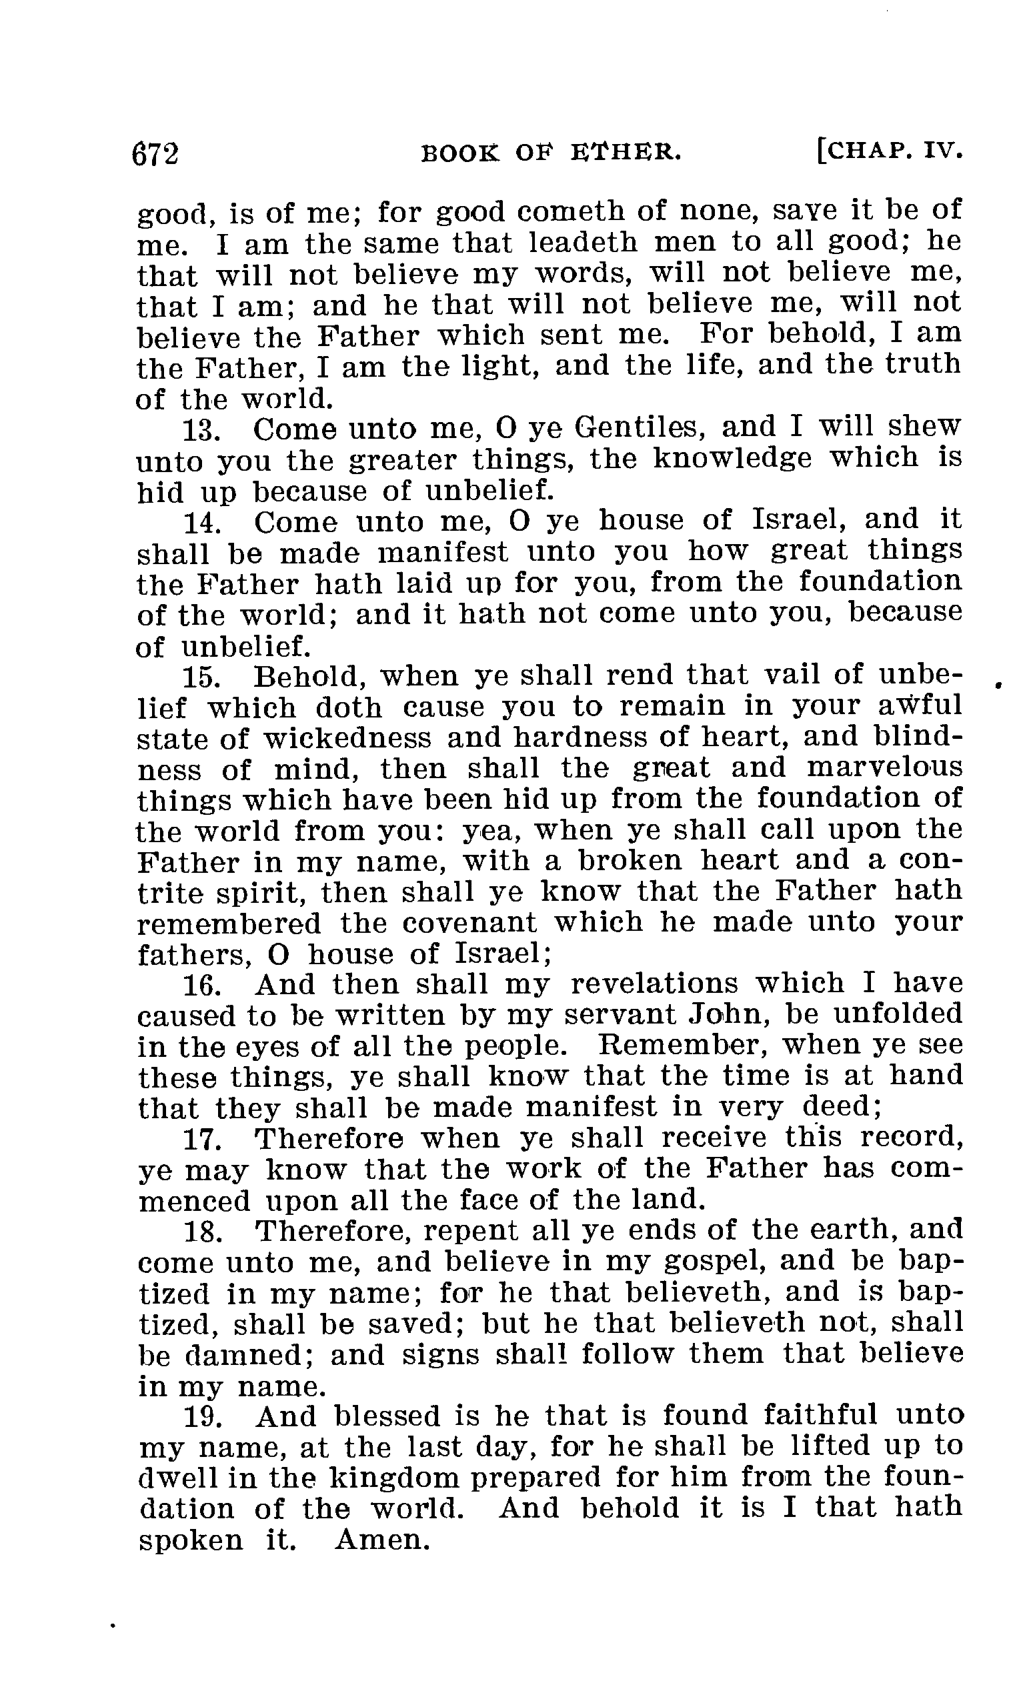 672 BOOK OF ETHER. [CHAP. IV.
good, is of me; for good cometh of none, save it be of
me. I am the same that leadeth men to all good; he
that will not believe my words, will not believe me,
that I am; and he that will not believe me, will not
believe the Father which sent me. For behold, I am
the Father, I am the light, and the life, and the truth
of the world.
13. Come unto me, O ye Gentiles, and I will shew
unto you the greater things, the knowledge which is
hid up because of unbelief.
14. Come unto me, O ye house of Israel, and it
shall be made manifest unto you how great things
the Father hath laid up for you, from the foundation
of the world; and it hath not come unto you, because
of unbelief.
15. Behold, when ye shall rend that vail of unbe-
lief which doth cause you to remain in your awful
state of wickedness and hardness of heart, and blind-
ness of mind, then shall the great and marvelous
things which have been hid up from the foundation of
the world from you: yea, when ye shall call upon the
Father in my name, with a broken heart and a con-
trite spirit, then shall ye know that the Father hath
remembered the covenant which he made unto your
fathers, O house of Israel;
16. And then shall my revelations which I have
caused to be written by my servant John, be unfolded
in the eyes of all the people. Remember, when ye see
these things, ye shall know that the time is at hand
that they shall be made manifest in very deed;
17. Therefore when ye shall receive this record,
ye may know that the work of the Father has com-
menced upon all the face of the land.
18. Therefore, repent all ye ends of the earth, and
come unto me, and believe in my gospel, and be bap-
tized in my name; for he that believeth, and is bap-
tized, shall be saved; but he that believeth not, shall
be damned; and signs shall follow them that believe
in my name.
19. And blessed is he that is found faithful unto
my name, at the last day, for he shall be lifted up to
dwell in the kingdom prepared for him from the foun-
dation of the world. And behold it is I that hath
spoken it. Amen.